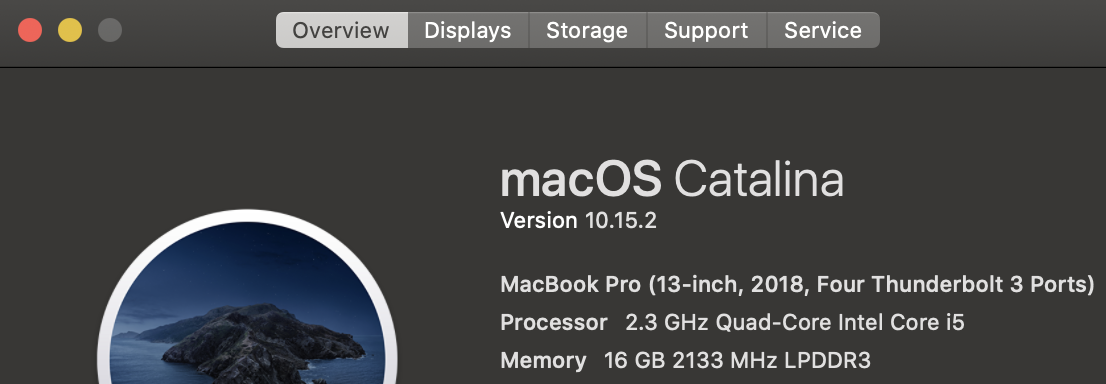 Overview Displays Storage Support Service
macOS Catalina
Version 10.15.2
MacBook Pro (13-inch, 2018, Four Thunderbolt 3 Ports)
Processor 2.3 GHz Quad-Core Intel Core i5
Memory 16 GB 2133 MHz LPDDR3